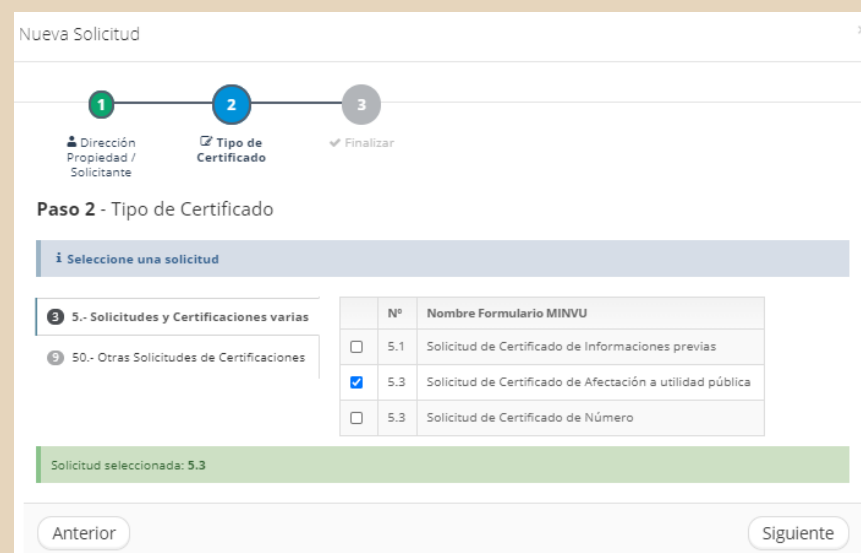 Nueva Solicitud
1
2
3
Dirección
Propiedad /
Solicitante
Tipo de
Certificado
Finalizar
Paso 2 - Tipo de Certificado
Seleccione una solicitud
3 5.- Solicitudes y Certificaciones varias
9 50.- Otras Solicitudes de Certificaciones
Nº Nombre Formulario MINVU
5.1 Solicitud de Certificado de Informaciones previas
5.3 Solicitud de Certificado de Afectación a utilidad pública
5.3 Solicitud de Certificado de Número
Solicitud seleccionada: 5.3
Anterior
Siguiente